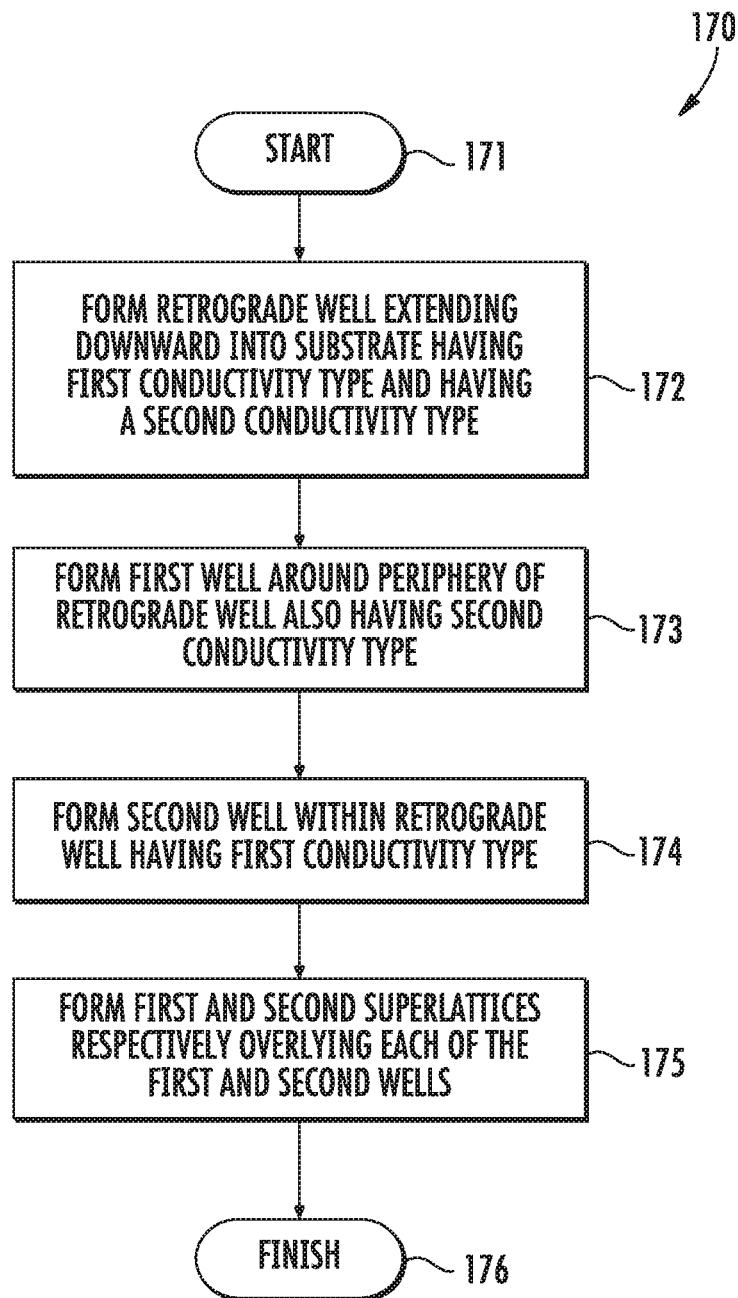 170
START
171
FORM RETROGRADE WELL EXTENDING
DOWNWARD INTO SUBSTRATE HAVING
FIRST CONDUCTIVITY TYPE AND HAVING
A SECOND CONDUCTIVITY TYPE
172
FORM FIRST WELL AROUND PERIPHERY OF
RETROGRADE WELL ALSO HAVING SECOND
CONDUCTIVITY TYPE
173
FORM SECOND WELL WITHIN RETROGRADE
WELL HAVING FIRST CONDUCTIVITY TYPE
174
FORM FIRST AND SECOND SUPERLATTICES
RESPECTIVELY OVERLYING EACH OF THE
FIRST AND SECOND WELLS
175
FINISH
176